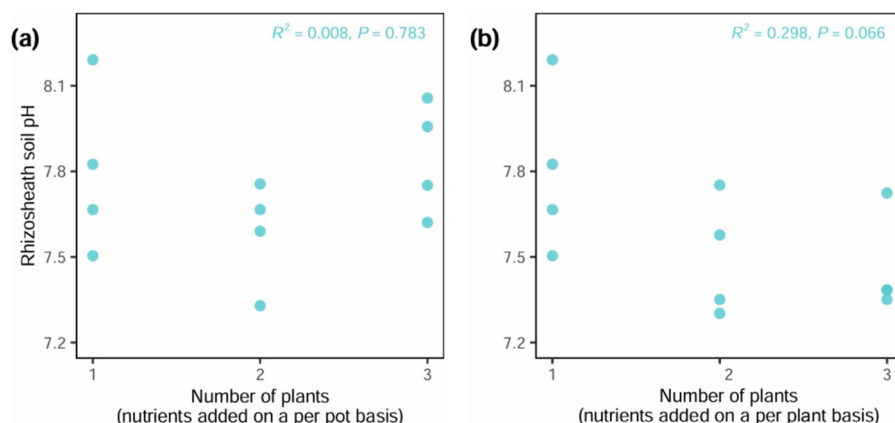 (a)
R² = 0.008, P = 0.783
Rhizosheath soil pH
8.1
7.8
7.5
7.2
1 2 3
Number of plants
(nutrients added on a per pot basis)
(b)
R² = 0.298, P = 0.066
8.1
7.8
7.5
7.2
1 2 3
Number of plants
(nutrients added on a per plant basis)